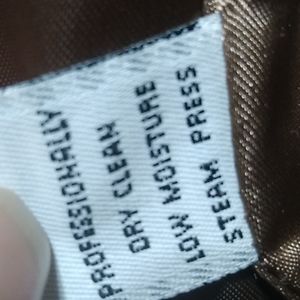 PROFESSIONALLY
DRY CLEAN
LOW MOISTURE
STEAM PRESS